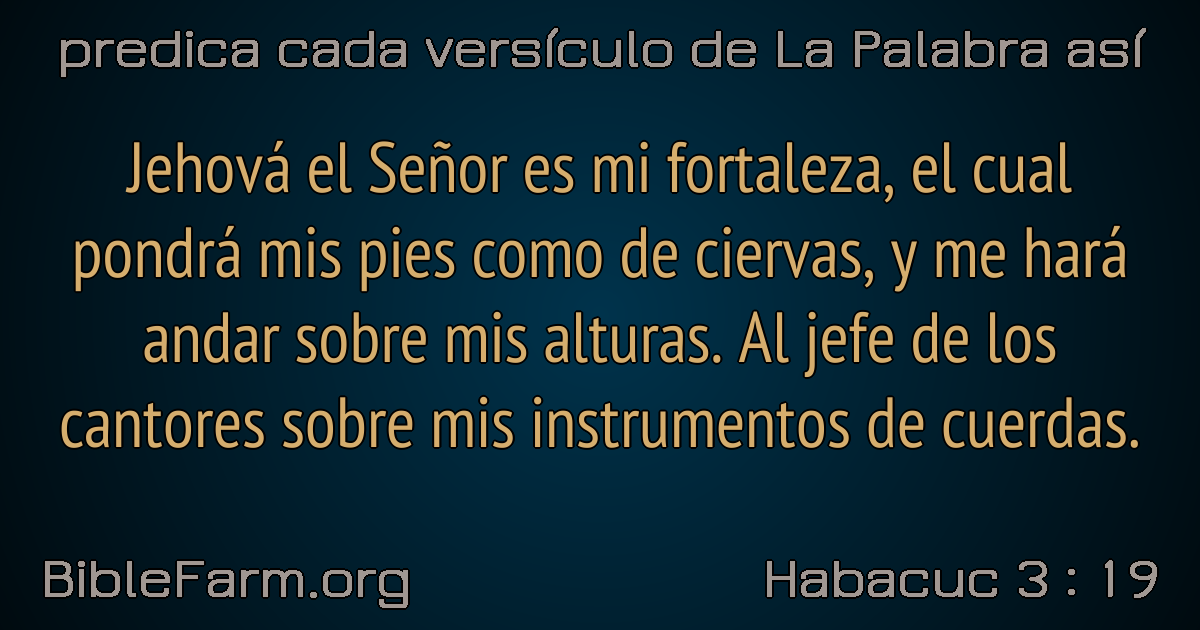 predica cada versículo de La Palabra así
Jehová el Señor es mi fortaleza, el cual
pondrá mis pies como de ciervas, y me hará
andar sobre mis alturas. Al jefe de los
cantores sobre mis instrumentos de cuerdas.
BibleFarm.org
Habacuc 3 : 19